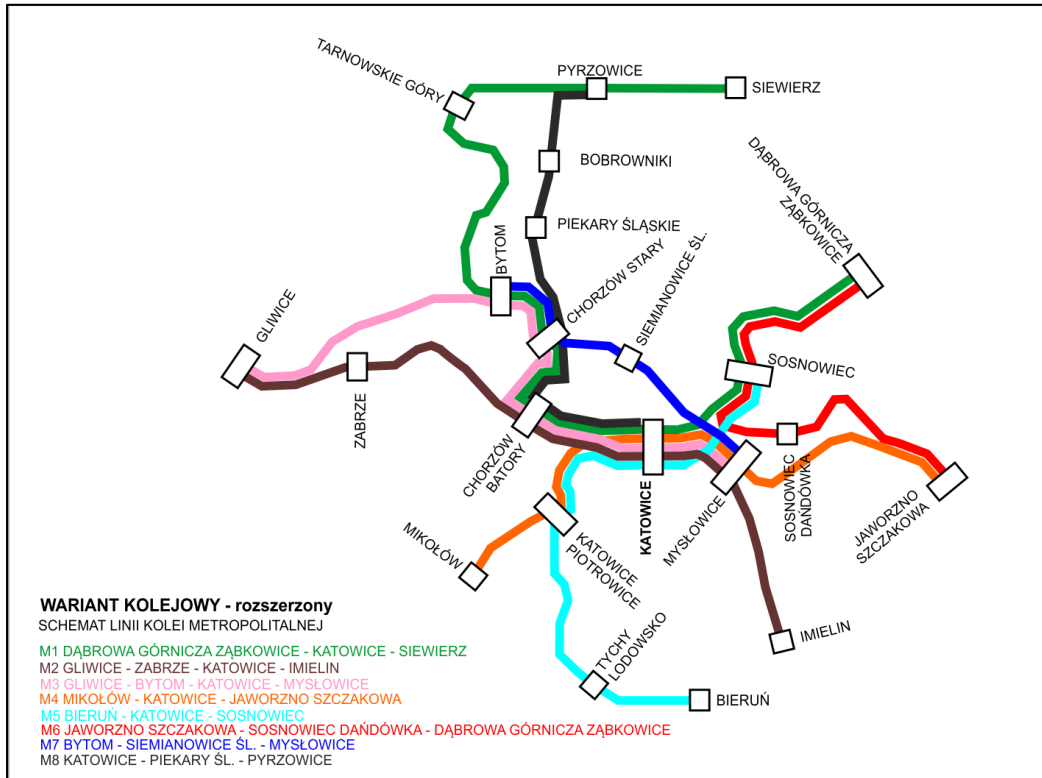 TARNOWSKIE GÓRY
PYRZOWICE
SIEWIERZ
BOBROWNIKI
DĄBROWA GÓRNICZA
ZĄBKOWICE
PIEKARY ŚLĄSKIE
BYTOM
CHORZÓW STARY
SIEMIANOWICE ŚL.
GLIWICE
ZABRZE
SOSNOWIEC
CHORZÓW
BATORY
KATOWICE
MYSŁOWICE
SOSNOWIEC
DAŃDÓWKA
JAWORZNO
SZCZAKOWA
MIKOŁÓW
KATOWICE
PIOTROWICE
IMIELIN
TYCHY
LODOWSKO
BIERUŃ
WARIANT KOLEJOWY - rozszerzony
SCHEMAT LINII KOLEI METROPOLITALNEJ
M1 DĄBROWA GÓRNICZA ZĄBKOWICE - KATOWICE - SIEWIERZ
M2 GLIWICE - ZABRZE - KATOWICE - IMIELIN
M3 GLIWICE - BYTOM - KATOWICE - MYSŁOWICE
M4 MIKOŁÓW - KATOWICE - JAWORZNO SZCZAKOWA
M5 BIERUŃ - KATOWICE - SOSNOWIEC
M6 JAWORZNO SZCZAKOWA - SOSNOWIEC DAŃDÓWKA - DĄBROWA GÓRNICZA ZĄBKOWICE
M7 BYTOM - SIEMIANOWICE ŚL. - MYSŁOWICE
M8 KATOWICE - PIEKARY ŚL. - PYRZOWICE